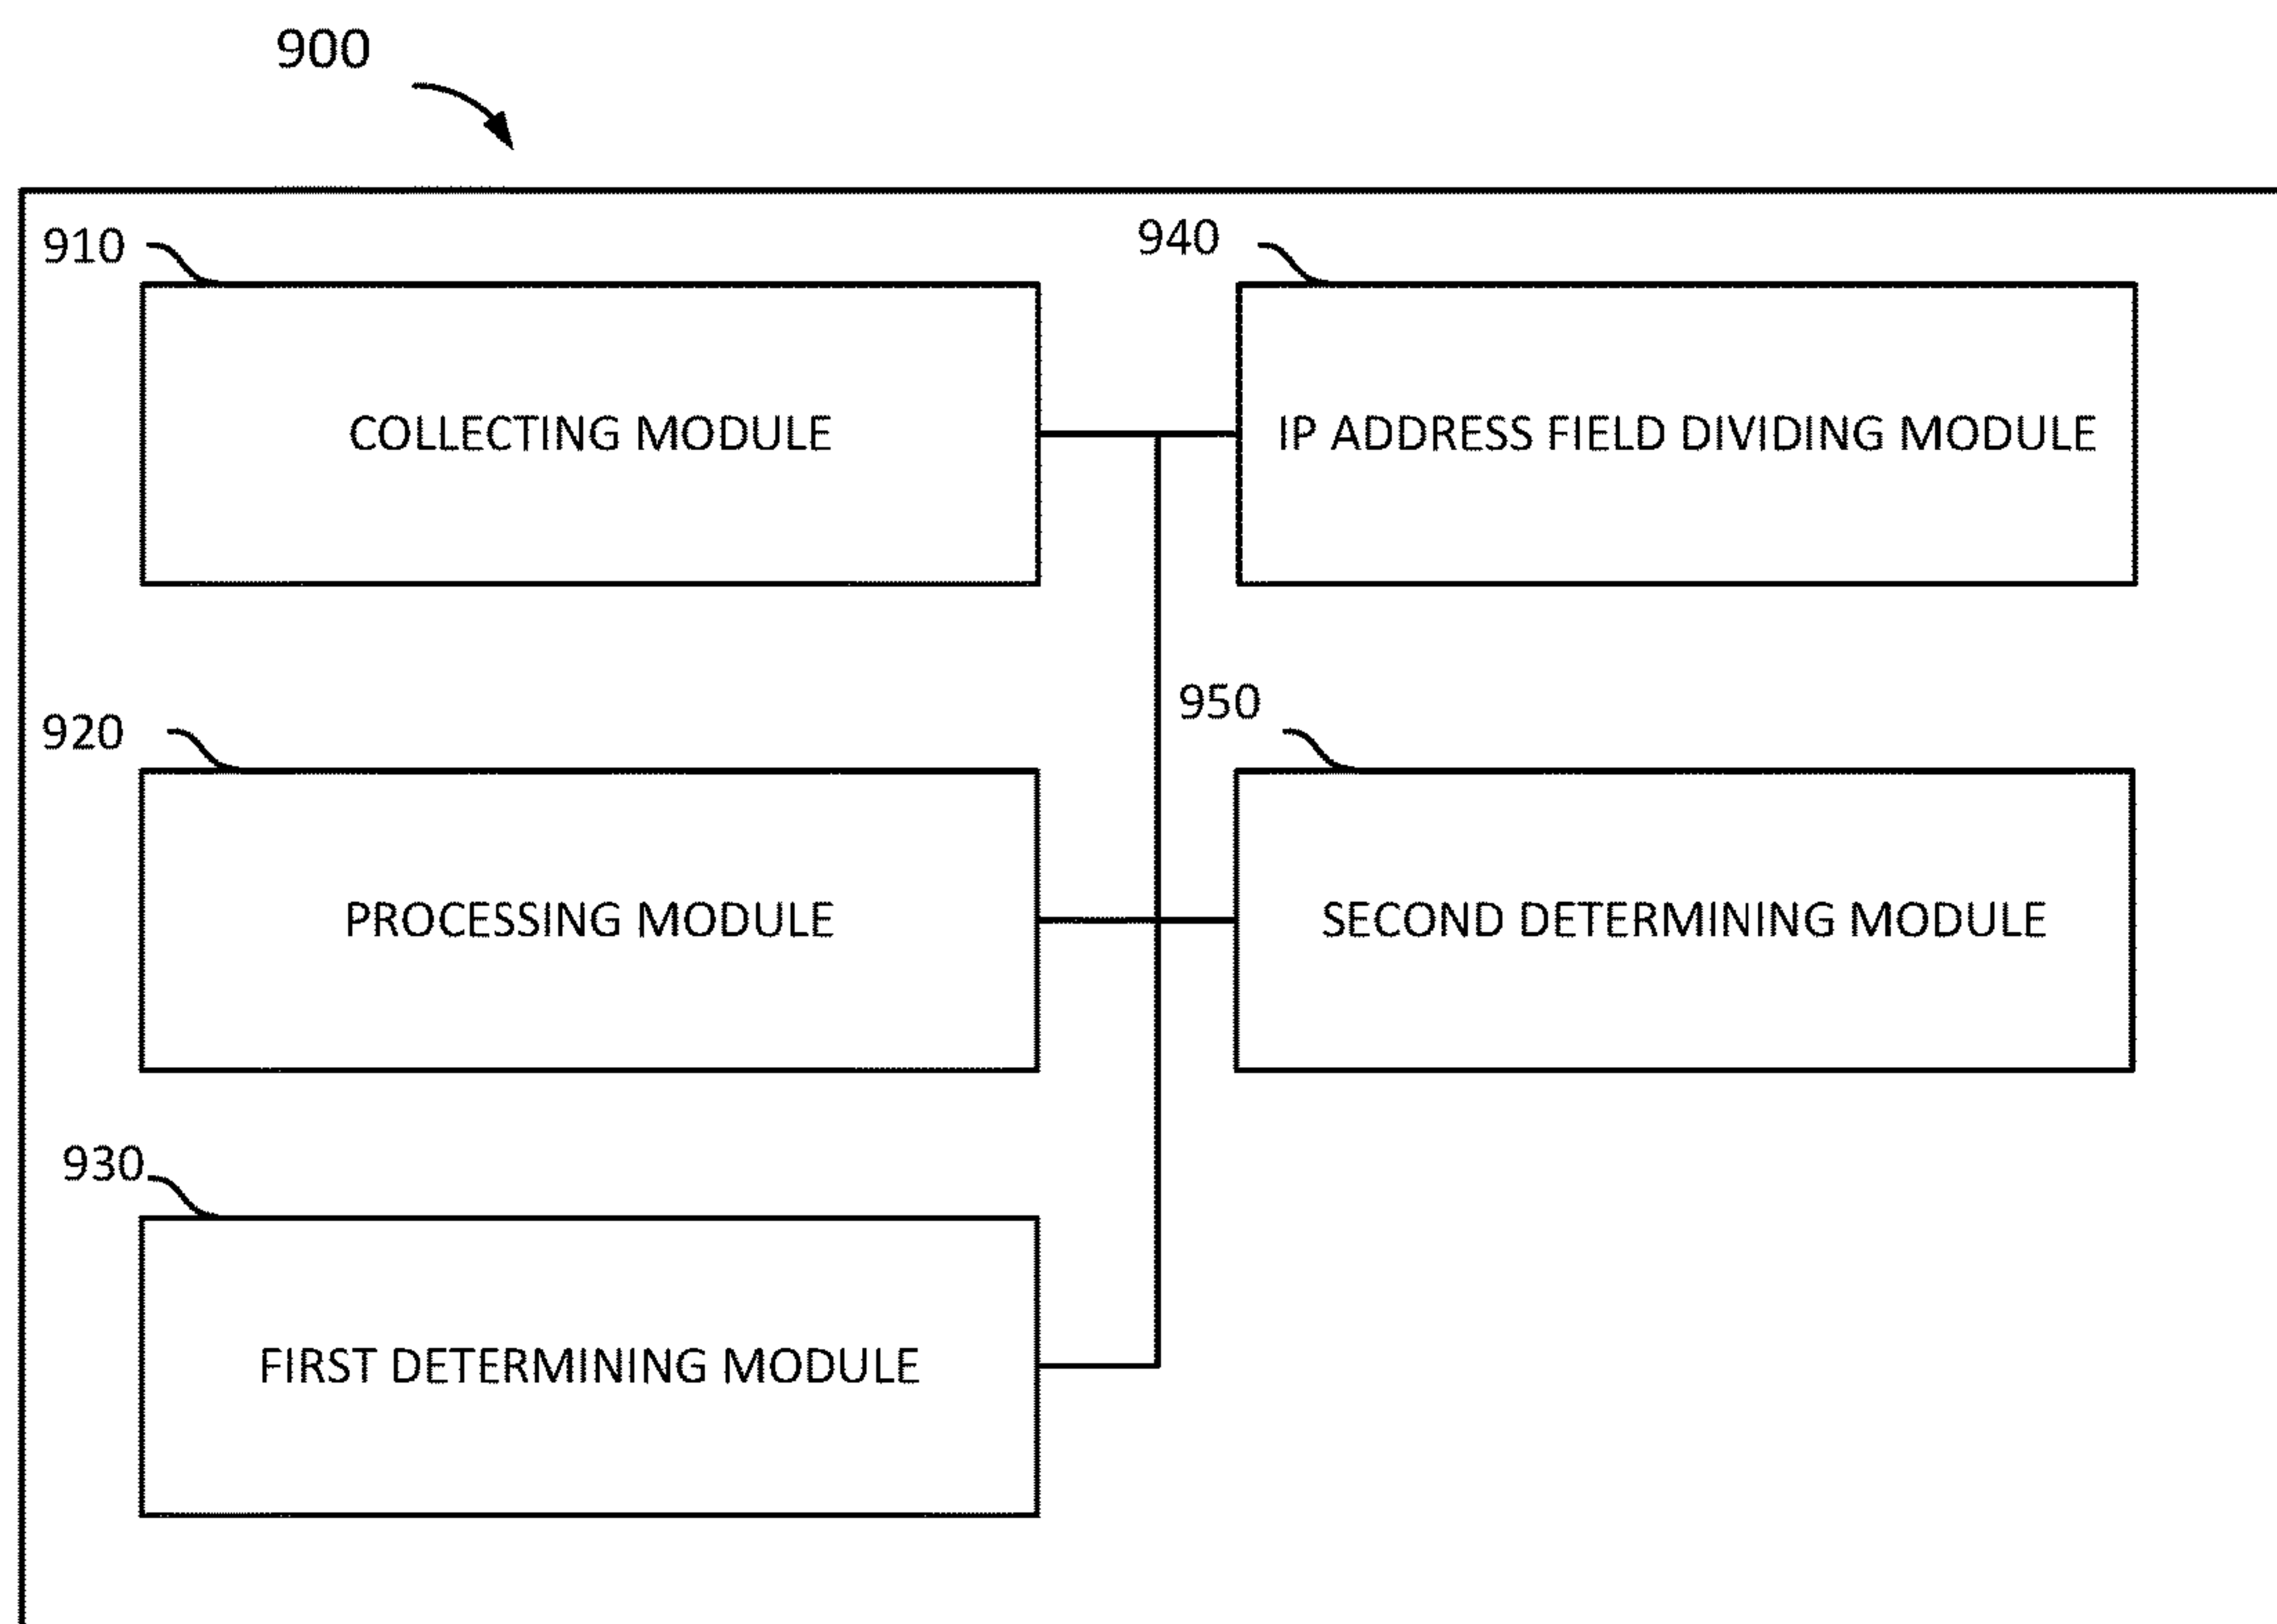 900
910
COLLECTING MODULE
940
IP ADDRESS FIELD DIVIDING MODULE
920
PROCESSING MODULE
950
SECOND DETERMINING MODULE
930
FIRST DETERMINING MODULE